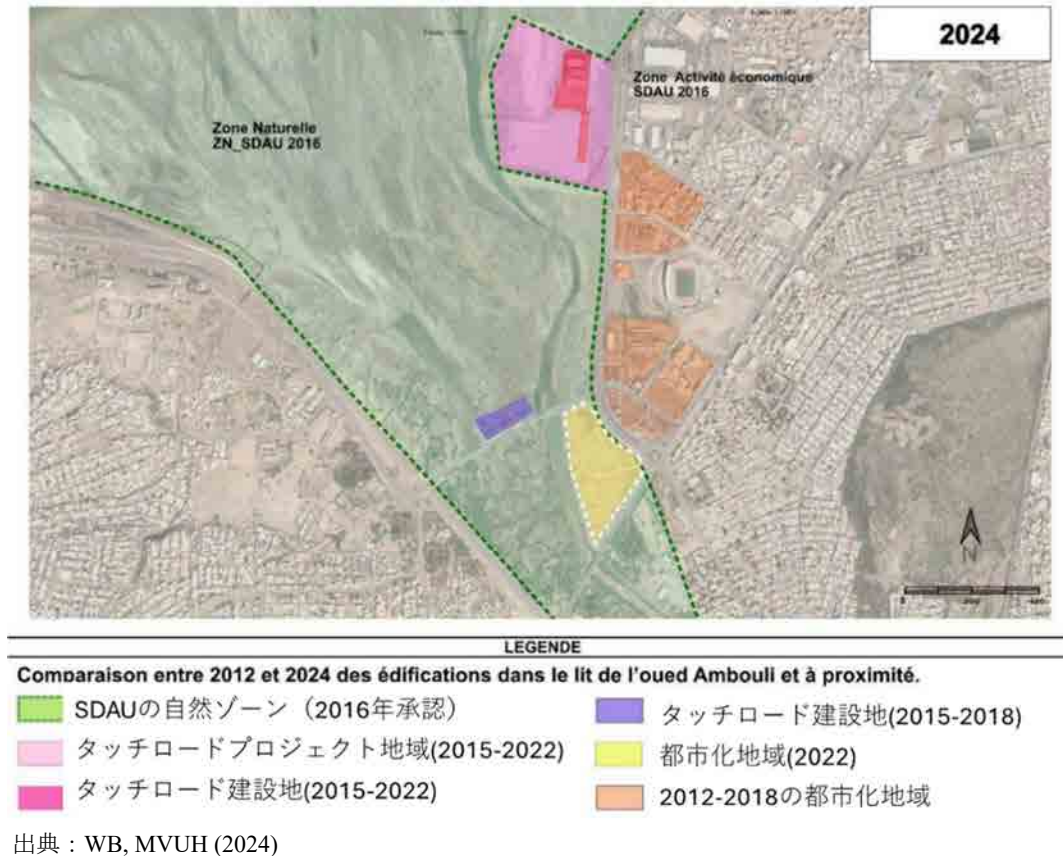 2024
Zone Activité économique
SDAU 2016
Zone Naturelle
ZN_SDAU 2016
N
LEGENDE
Comparaison entre 2012 et 2024 des édifications dans le lit de l'oued Ambouli et à proximité.
SDAUの自然ゾーン（2016年承認）
タッチロード建設地(2015-2018)
タッチロードプロジェクト地域(2015-2022)
都市化地域(2022)
タッチロード建設地(2015-2022)
2012-2018の都市化地域
出典：WB, MVUH (2024)